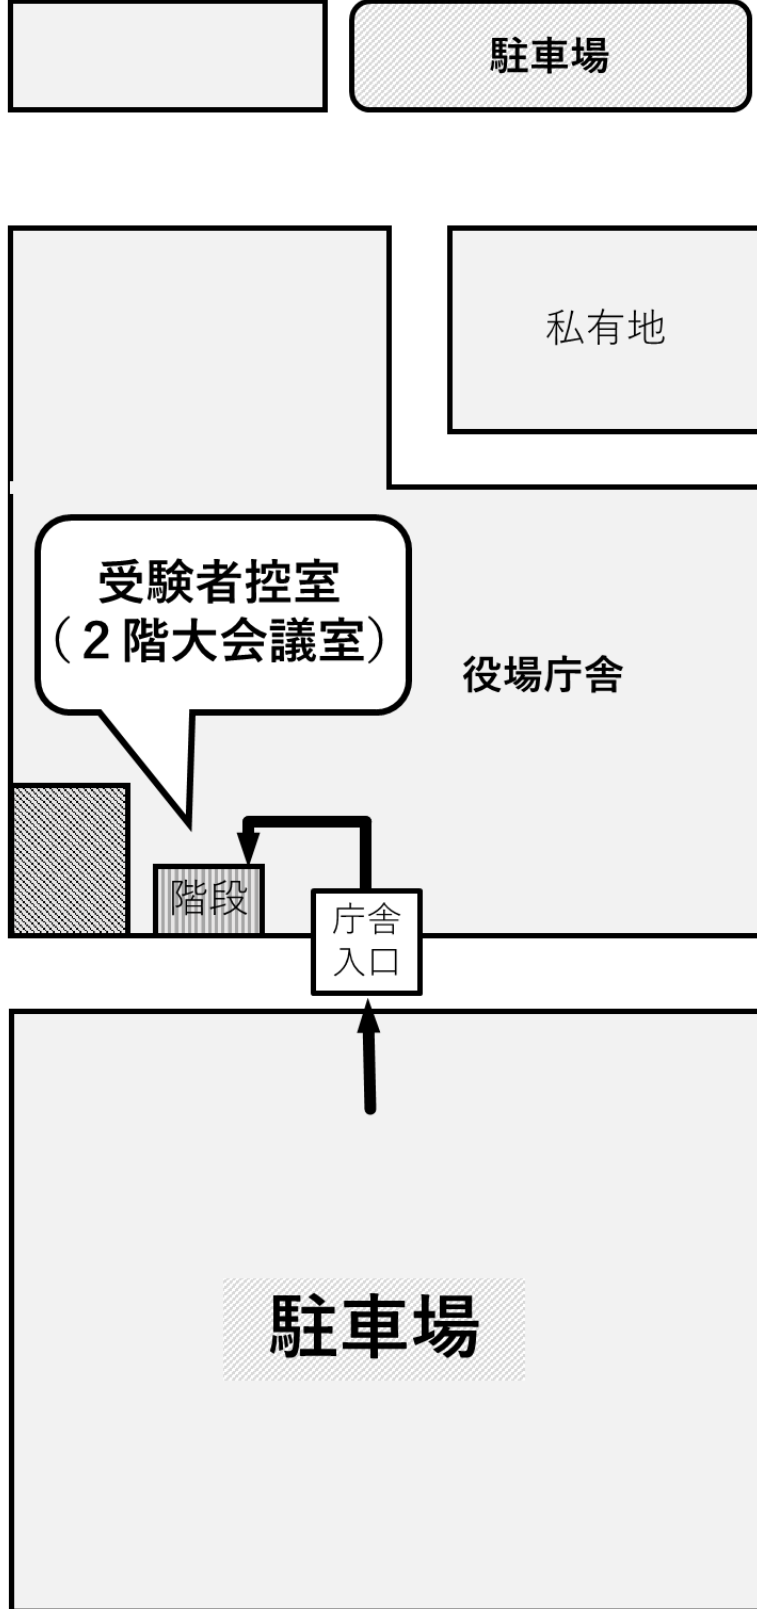 駐車場
私有地
受験者控室
（２階大会議室）
役場庁舎
階段
庁舎
入口
駐車場